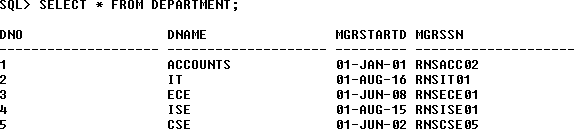 SQL> SELECT * FROM DEPARTMENT;
DNO DNAME MGRSTARTD MGRSSN
-------------------- -------------------- --------- --------------------
1 ACCOUNTS 01-JAN-01 RNSACC02
2 IT 01-AUG-16 RNSIT01
3 ECE 01-JUN-08 RNSECE01
4 ISE 01-AUG-15 RNSISE01
5 CSE 01-JUN-02 RNSCSE05